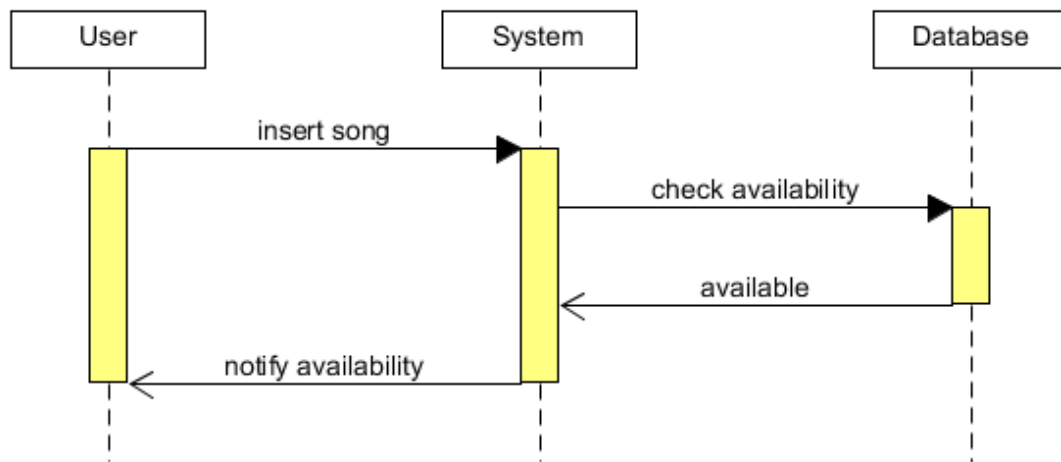 User
System
Database
insert song
check availability
available
notify availability